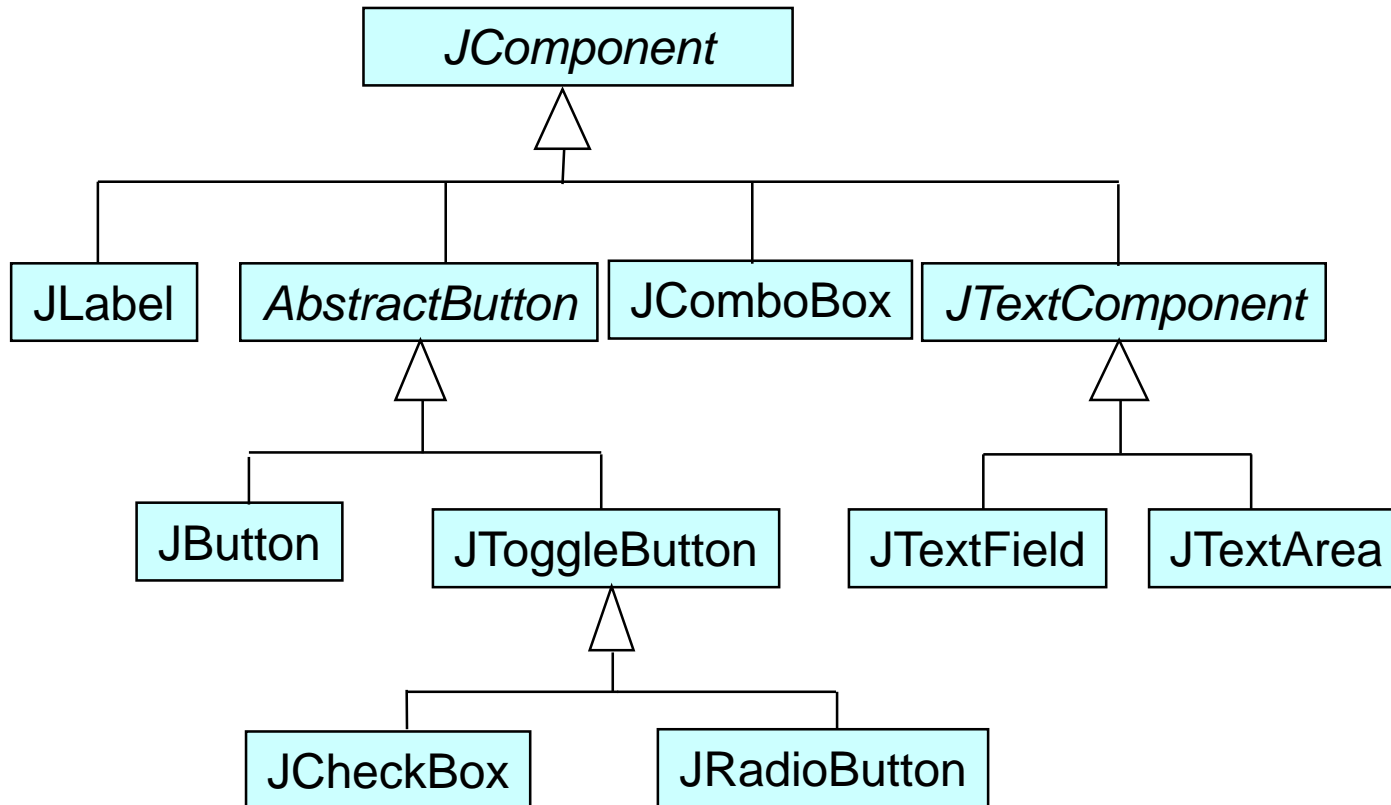 JComponent
JLabel
AbstractButton
JComboBox
JTextComponent
JButton
JToggleButton
JTextField
JTextArea
JCheckBox
JRadioButton